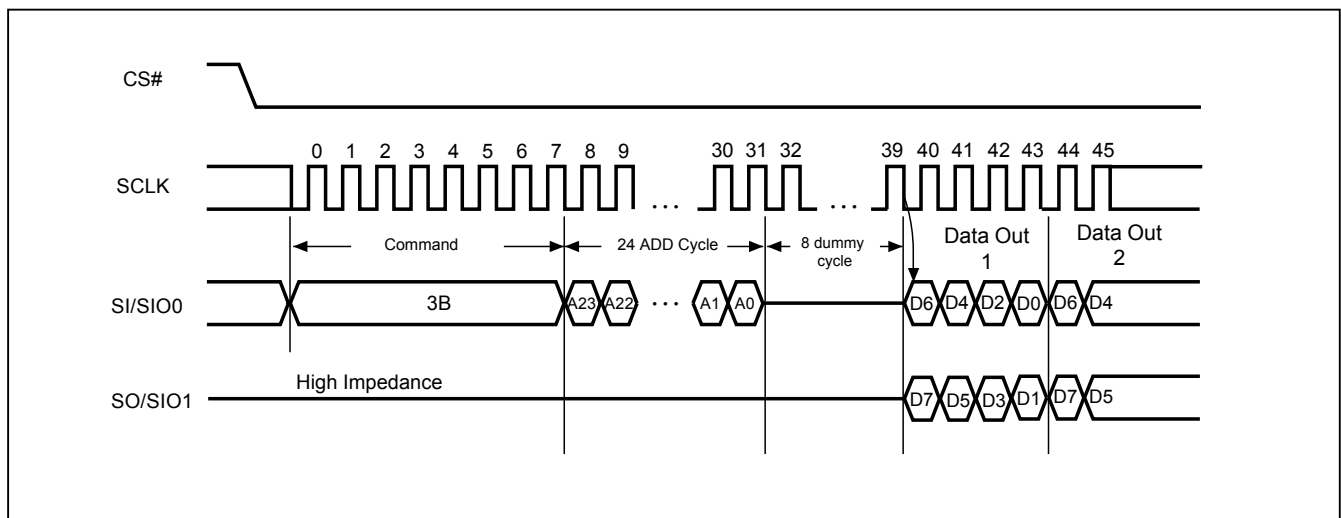 CS#
0 1 2 3 4 5 6 7 8 9 30 31 32 39 40 41 42 43 44 45
SCLK
... ...
Command 24 ADD Cycle 8 dummy cycle Data Out 1 Data Out 2
SI/SIO0 3B A23 A22 ... A1 A0 D6 D4 D2 D0 D6 D4
High Impedance
SO/SIO1 D7 D5 D3 D1 D7 D5